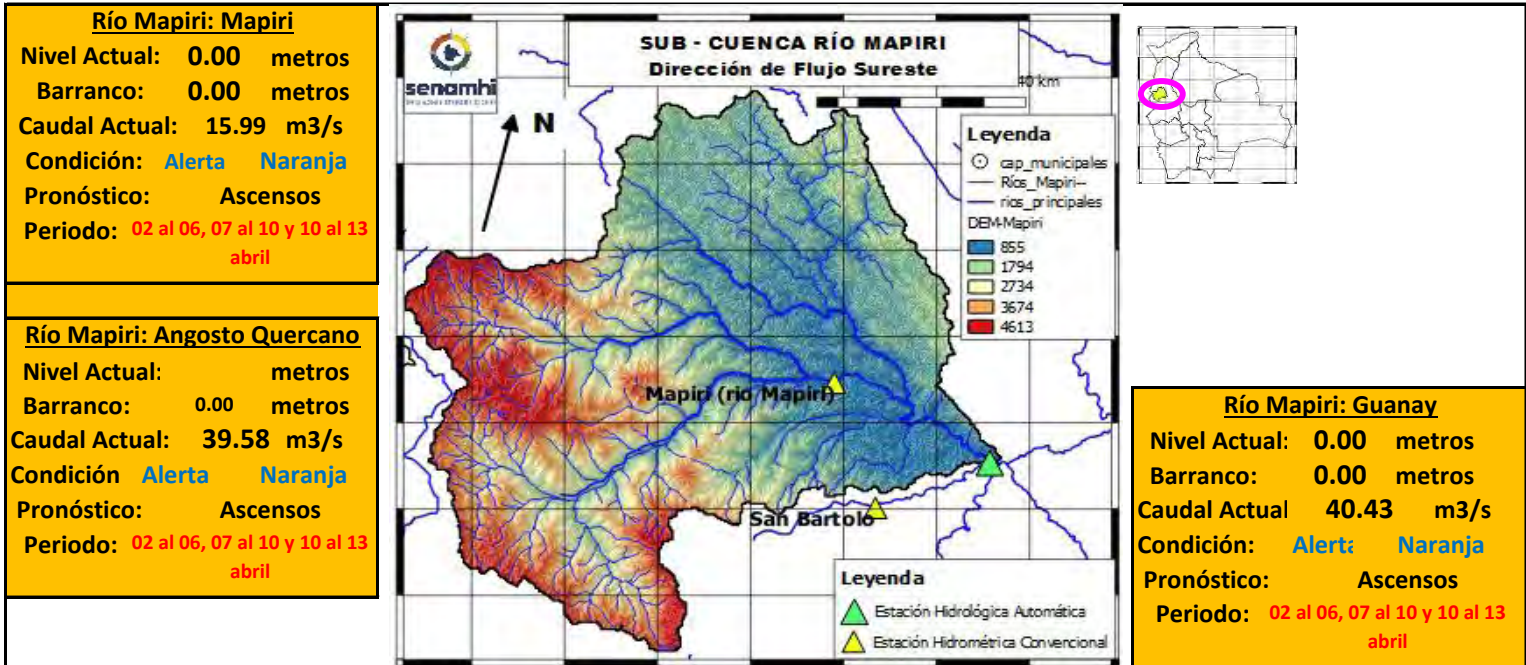 Río Mapiri: Mapiri
Nivel Actual: 0.00 metros
Barranco: 0.00 metros
Caudal Actual: 15.99 m3/s
Condición: Alerta Naranja
Pronóstico: Ascensos
Periodo: 02 al 06, 07 al 10 y 10 al 13
abril
Río Mapiri: Angosto Quercano
Nivel Actual: metros
Barranco: 0.00 metros
Caudal Actual: 39.58 m3/s
Condición Alerta Naranja
Pronóstico: Ascensos
Periodo: 02 al 06, 07 al 10 y 10 al 13
abril
senamhi
SUB - CUENCA RÍO MAPIRI
Dirección de Flujo Sureste
40 km
N
Leyenda
cap_municipales
Ríos_Mapiri--
rios_principales
DEM-Mapiri
855
1794
2734
3674
4613
Mapiri (rio Mapiri)
San Bartolo
Leyenda
Estación Hidrológica Automática
Estación Hidrométrica Convencional
Río Mapiri: Guanay
Nivel Actual: 0.00 metros
Barranco: 0.00 metros
Caudal Actual 40.43 m3/s
Condición: Alerta Naranja
Pronóstico: Ascensos
Periodo: 02 al 06, 07 al 10 y 10 al 13
abril